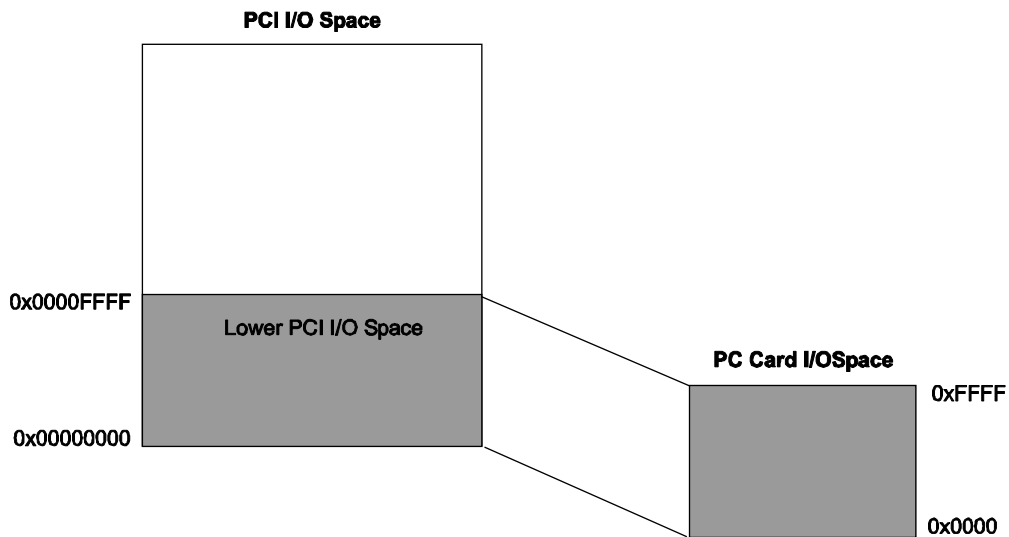 PCI I/O Space
0x0000FFFF
Lower PCI I/O Space
PC Card I/OSpace
0xFFFF
0x00000000
0x0000